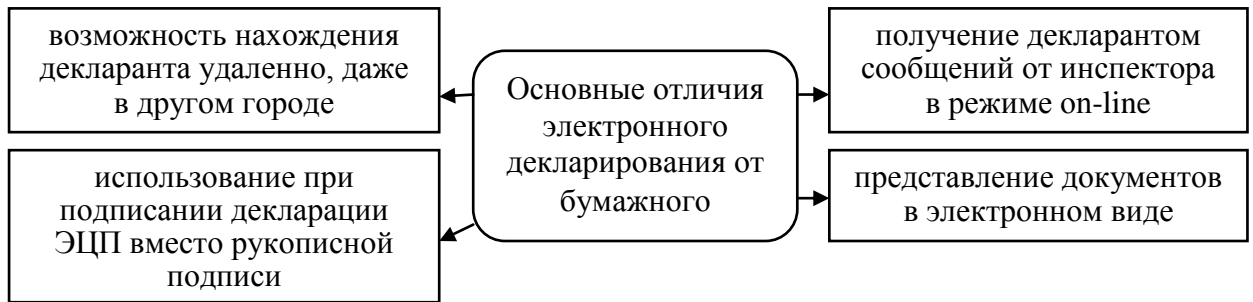 возможность нахождения
декларанта удаленно, даже
в другом городе
использование при
подписании декларации
ЭЦП вместо рукописной
подписи
Основные отличия
электронного
декларирования от
бумажного
получение декларантом
сообщений от инспектора
в режиме on-line
представление документов
в электронном виде